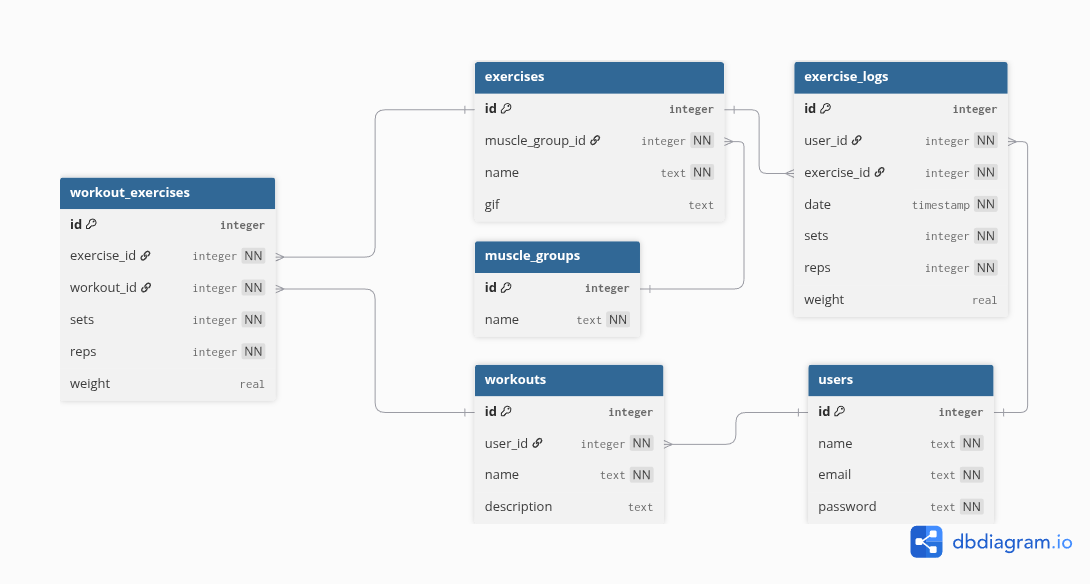 workout_exercises
id integer
exercise_id integer NN
workout_id integer NN
sets integer NN
reps integer NN
weight real
exercises
id integer
muscle_group_id integer NN
name text NN
gif text
muscle_groups
id integer
name text NN
workouts
id integer
user_id integer NN
name text NN
description text
exercise_logs
id integer
user_id integer NN
exercise_id integer NN
date timestamp NN
sets integer NN
reps integer NN
weight real
users
id integer
name text NN
email text NN
password text NN
dbdiagram.io